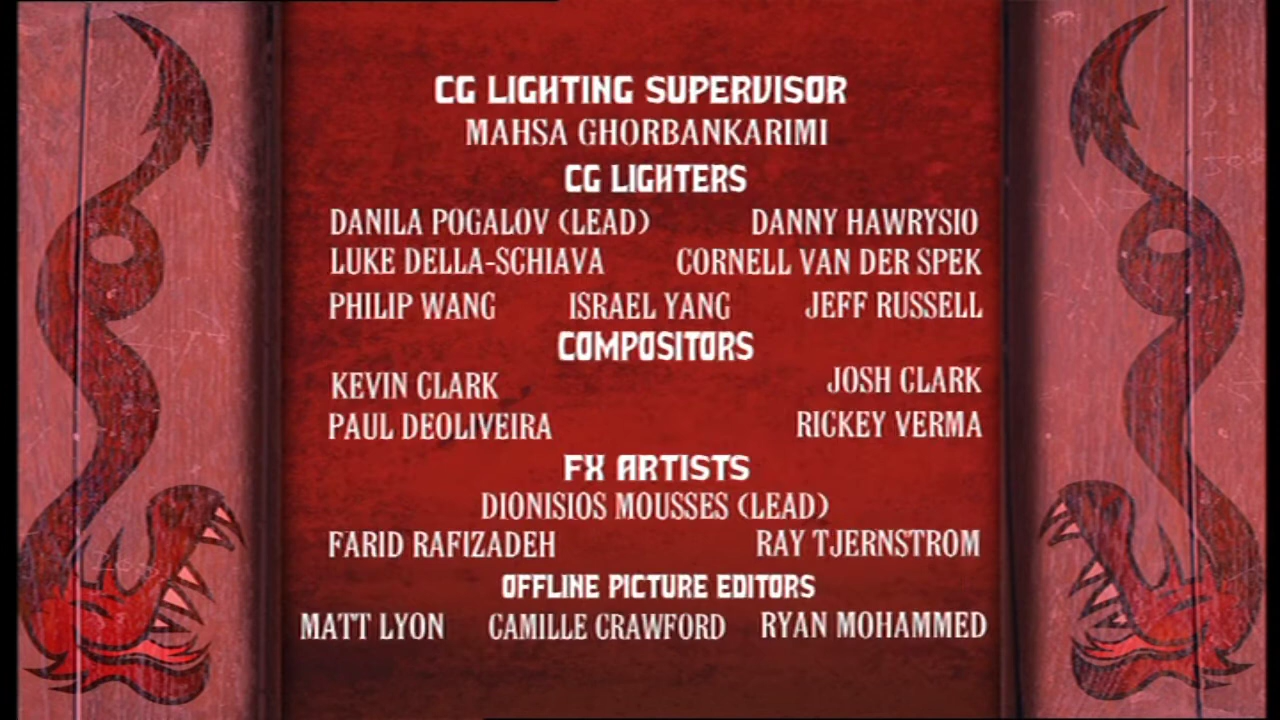 CG LIGHTING SUPERVISOR
MAHSA GHORBANKARIMI
CG LIGHTERS
DANILA POGALOV (LEAD) DANNY HAWRYSIO
LUKE DELLA-SCHIAVA CORNELL VAN DER SPEK
PHILIP WANG ISRAEL YANG JEFF RUSSELL
COMPOSITORS
KEVIN CLARK JOSH CLARK
PAUL DEOLIVEIRA RICKEY VERMA
FX ARTISTS
DIONISIOS MOUSSES (LEAD)
FARID RAFIZADEH RAY TJERNSTROM
OFFLINE PICTURE EDITORS
MATT LYON CAMILLE CRAWFORD RYAN MOHAMMED